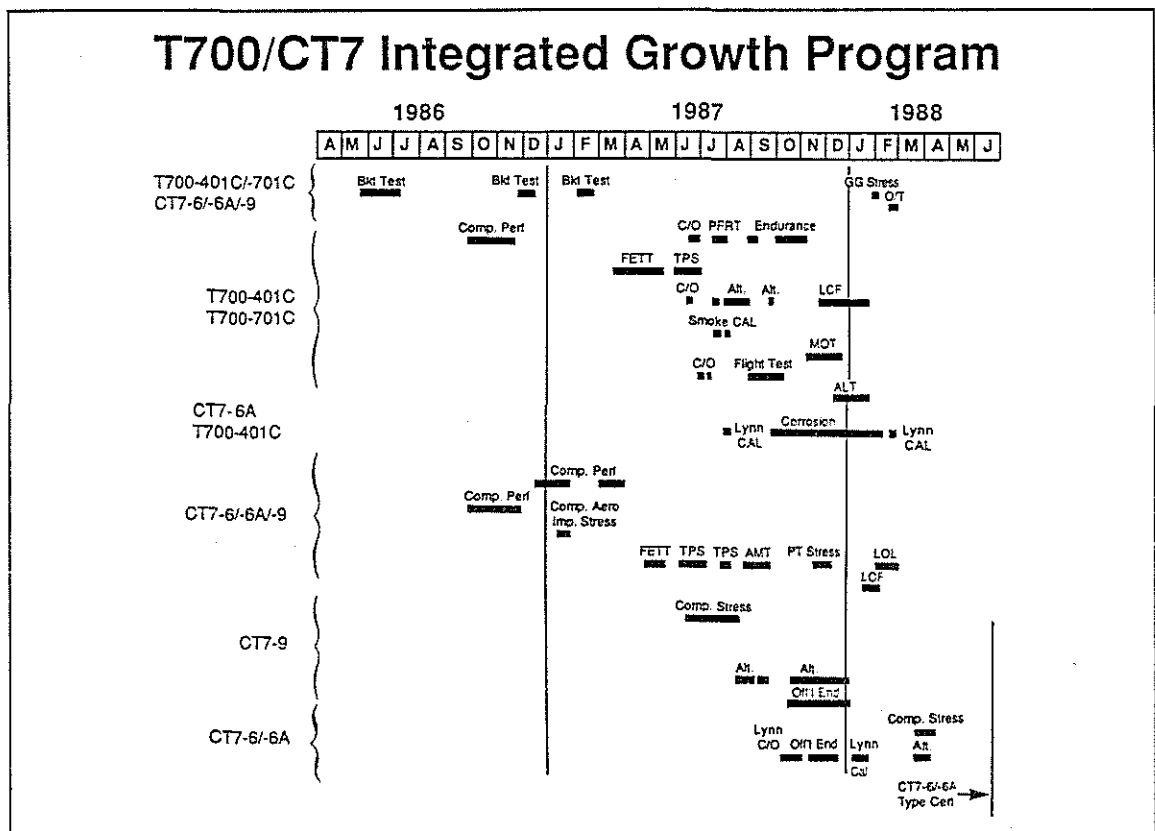 T700/CT7 Integrated Growth Program
1986 1987 1988
A M J J A S O N D J F M A M J J A S O N D J F M A M J
T700-401C/-701C
CT7-6/-6A/-9
Bkt Test Bkt Test Bkt Test GG Stress
O/T
Comp. Perf C/O PFRT Endurance
FETT TPS
T700-401C
T700-701C
C/O Alt. Alt. LCF
Smoke CAL
MOT
C/O Flight Test
ALT
CT7-6A
T700-401C
Lynn
CAL
Corrosion
Lynn
CAL
Comp. Perf
Comp. Perf
CT7-6/-6A/-9
Comp. Aero
Imp. Stress
FETT TPS TPS AMT PT Stress LOL
LCF
Comp. Stress
CT7-9
Alt. Alt.
Off'l End
Comp. Stress
CT7-6/-6A
Lynn
C/O
Off'l End
Lynn
Cal
Alt.
CT7-6/-6A
Type Cert